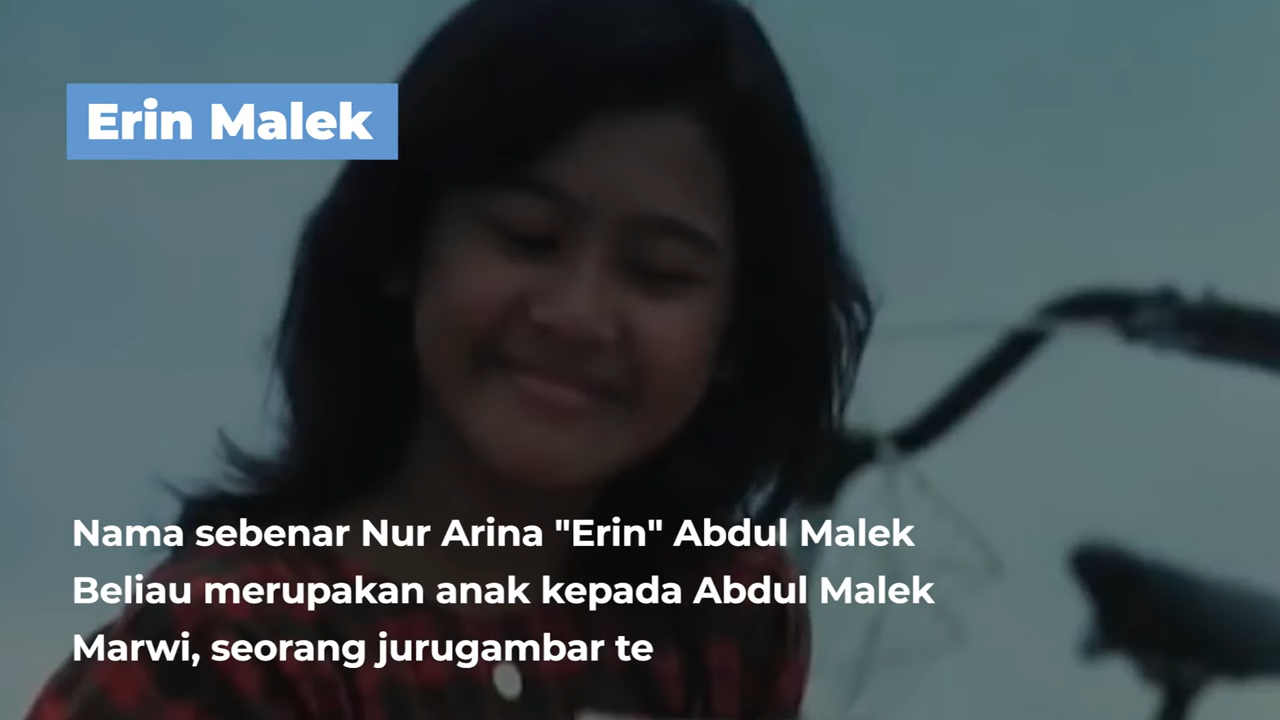 Erin Malek
Nama sebenar Nur Arina "Erin" Abdul Malek
Beliau merupakan anak kepada Abdul Malek
Marwi, seorang jurugambar te